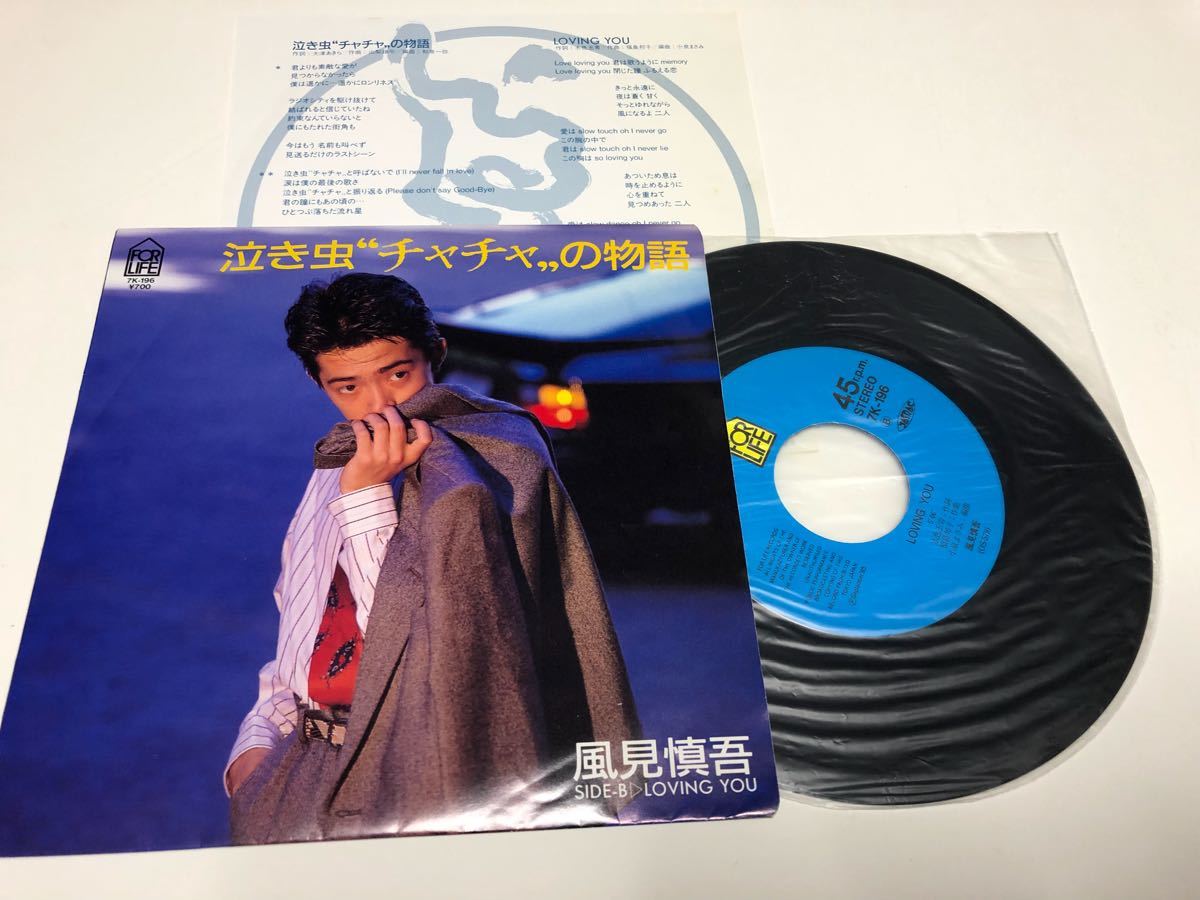 泣き虫"チャチャ„の物語
* 君よりも素敵な愛が
見つからなかったら
僕は遥かに…遥かにロンリネス
ラジオシティを駆け抜けて
結ばれると信じていたね
約束なんていらないと
僕にもたれた街角も
今はもう 名前も叫べず
見送るだけのラストシーン
** 泣き虫"チャチャ„と呼ばないで (I'll never fall in love)
涙は僕の最後の歌さ
泣き虫"チャチャ„と振り返る (Please don't say Good-Bye)
君の瞳にもあの頃の…
ひとつぶ落ちた流れ星
LOVING YOU
Love loving you 君は歌うように memory
Love loving you 閉じた瞳 ふるえる恋
きっと永遠に
夜は蒼く 甘く
そっとゆれながら
風になるよ 二人
愛は slow touch oh I never go
この腕の中で
君は slow touch oh I never lie
この胸は so loving you
あついため息は
時を止めるように
心を重ねて
見つめあった 二人
愛は slow dance oh I never go
FOR
LIFE
7K-196
¥700
泣き虫"チャチャ„の物語
風見慎吾
SIDE-B▷LOVING YOU
FOR
LIFE
45r.p.m.
STEREO
7K-196
LOVING YOU
風見慎吾